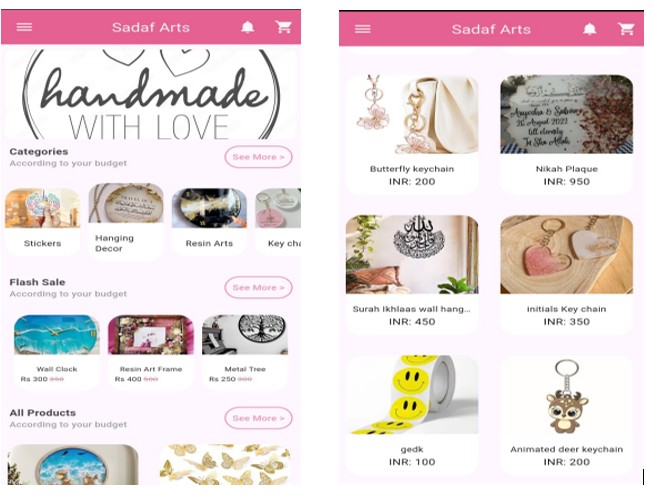 Sadaf Arts
handmade
WITH LOVE
Categories
According to your budget
See More >
Stickers
Hanging
Decor
Resin Arts
Key cha
Flash Sale
According to your budget
See More >
Wall Clock
Rs 300 350
Resin Art Frame
Rs 400 500
Metal Tree
Rs 250 300
All Products
According to your budget
See More >
Sadaf Arts
Butterfly keychain
INR: 200
Nikah Plaque
INR: 950
Surah Ikhlaas wall hang...
INR: 450
initials Key chain
INR: 350
gedk
INR: 100
Animated deer keychain
INR: 200